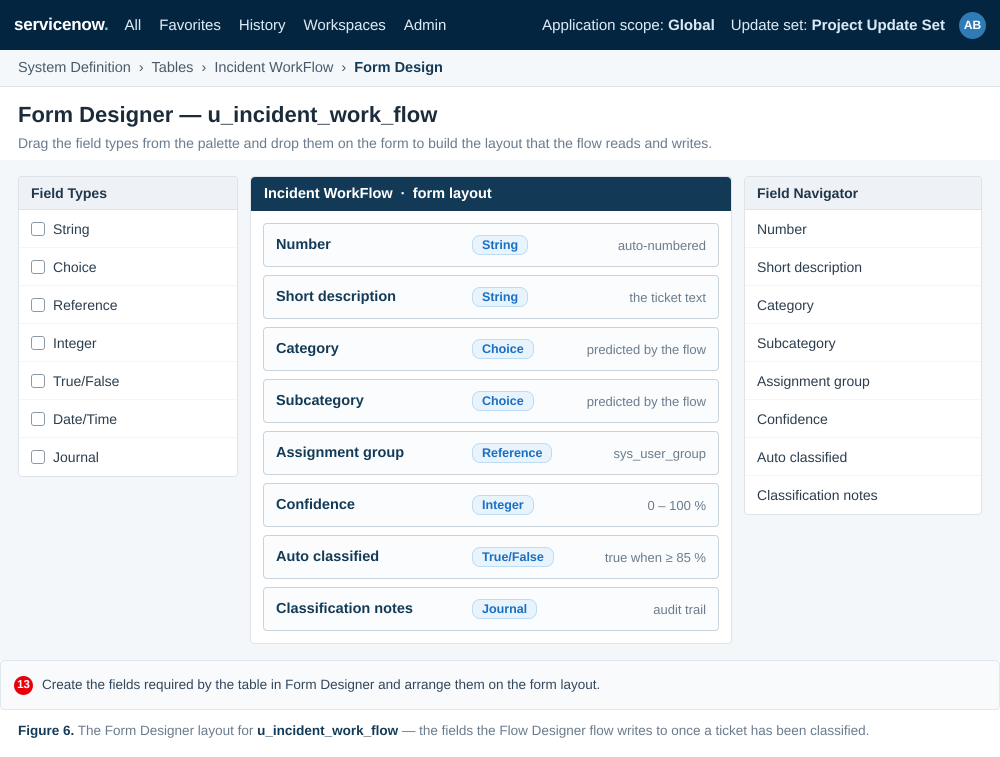 servicenow. All Favorites History Workspaces Admin Application scope: Global Update set: Project Update Set AB
System Definition › Tables › Incident WorkFlow › Form Design
Form Designer — u_incident_work_flow
Drag the field types from the palette and drop them on the form to build the layout that the flow reads and writes.
Field Types
String
Choice
Reference
Integer
True/False
Date/Time
Journal
Incident WorkFlow · form layout
Number String auto-numbered
Short description String the ticket text
Category Choice predicted by the flow
Subcategory Choice predicted by the flow
Assignment group Reference sys_user_group
Confidence Integer 0 – 100 %
Auto classified True/False true when ≥ 85 %
Classification notes Journal audit trail
Field Navigator
Number
Short description
Category
Subcategory
Assignment group
Confidence
Auto classified
Classification notes
13 Create the fields required by the table in Form Designer and arrange them on the form layout.
Figure 6. The Form Designer layout for u_incident_work_flow — the fields the Flow Designer flow writes to once a ticket has been classified.